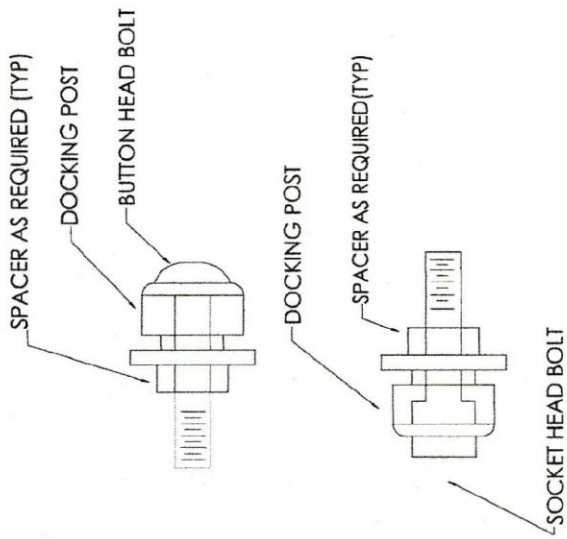 SPACER AS REQUIRED (TYP)
DOCKING POST
BUTTON HEAD BOLT
DOCKING POST
SPACER AS REQUIRED(TYP)
SOCKET HEAD BOLT